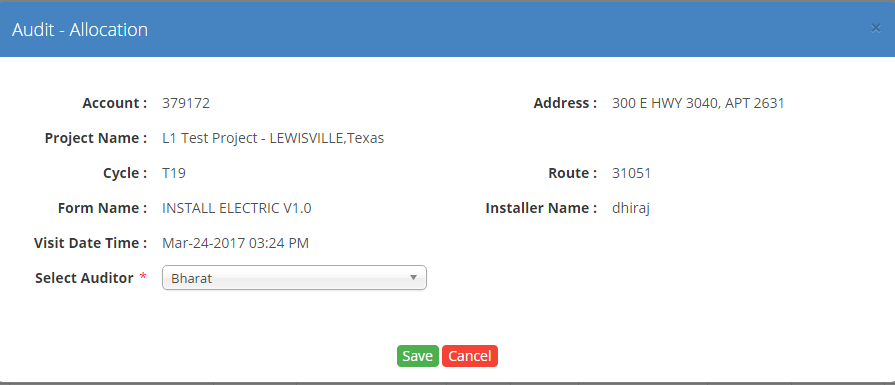 Audit - Allocation ×
Account : 379172 Address : 300 E HWY 3040, APT 2631
Project Name : L1 Test Project - LEWISVILLE,Texas
Cycle : T19 Route : 31051
Form Name : INSTALL ELECTRIC V1.0 Installer Name : dhiraj
Visit Date Time : Mar-24-2017 03:24 PM
Select Auditor * Bharat
Save Cancel